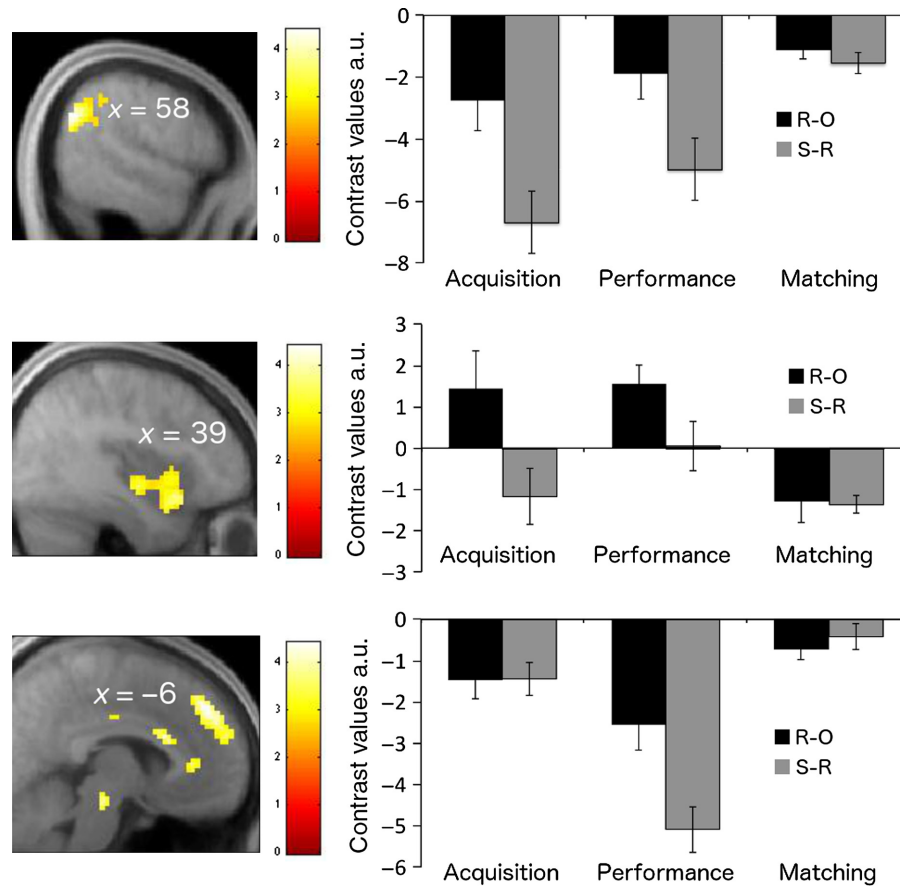 x = 58
4
3
2
1
0
Contrast values a.u.
0
−2
−4
−6
−8
R-O
S-R
Acquisition Performance Matching
x = 39
4
3
2
1
0
Contrast values a.u.
3
2
1
0
−1
−2
−3
R-O
S-R
Acquisition Performance Matching
x = −6
4
3
2
1
0
Contrast values a.u.
0
−1
−2
−3
−4
−5
−6
R-O
S-R
Acquisition Performance Matching